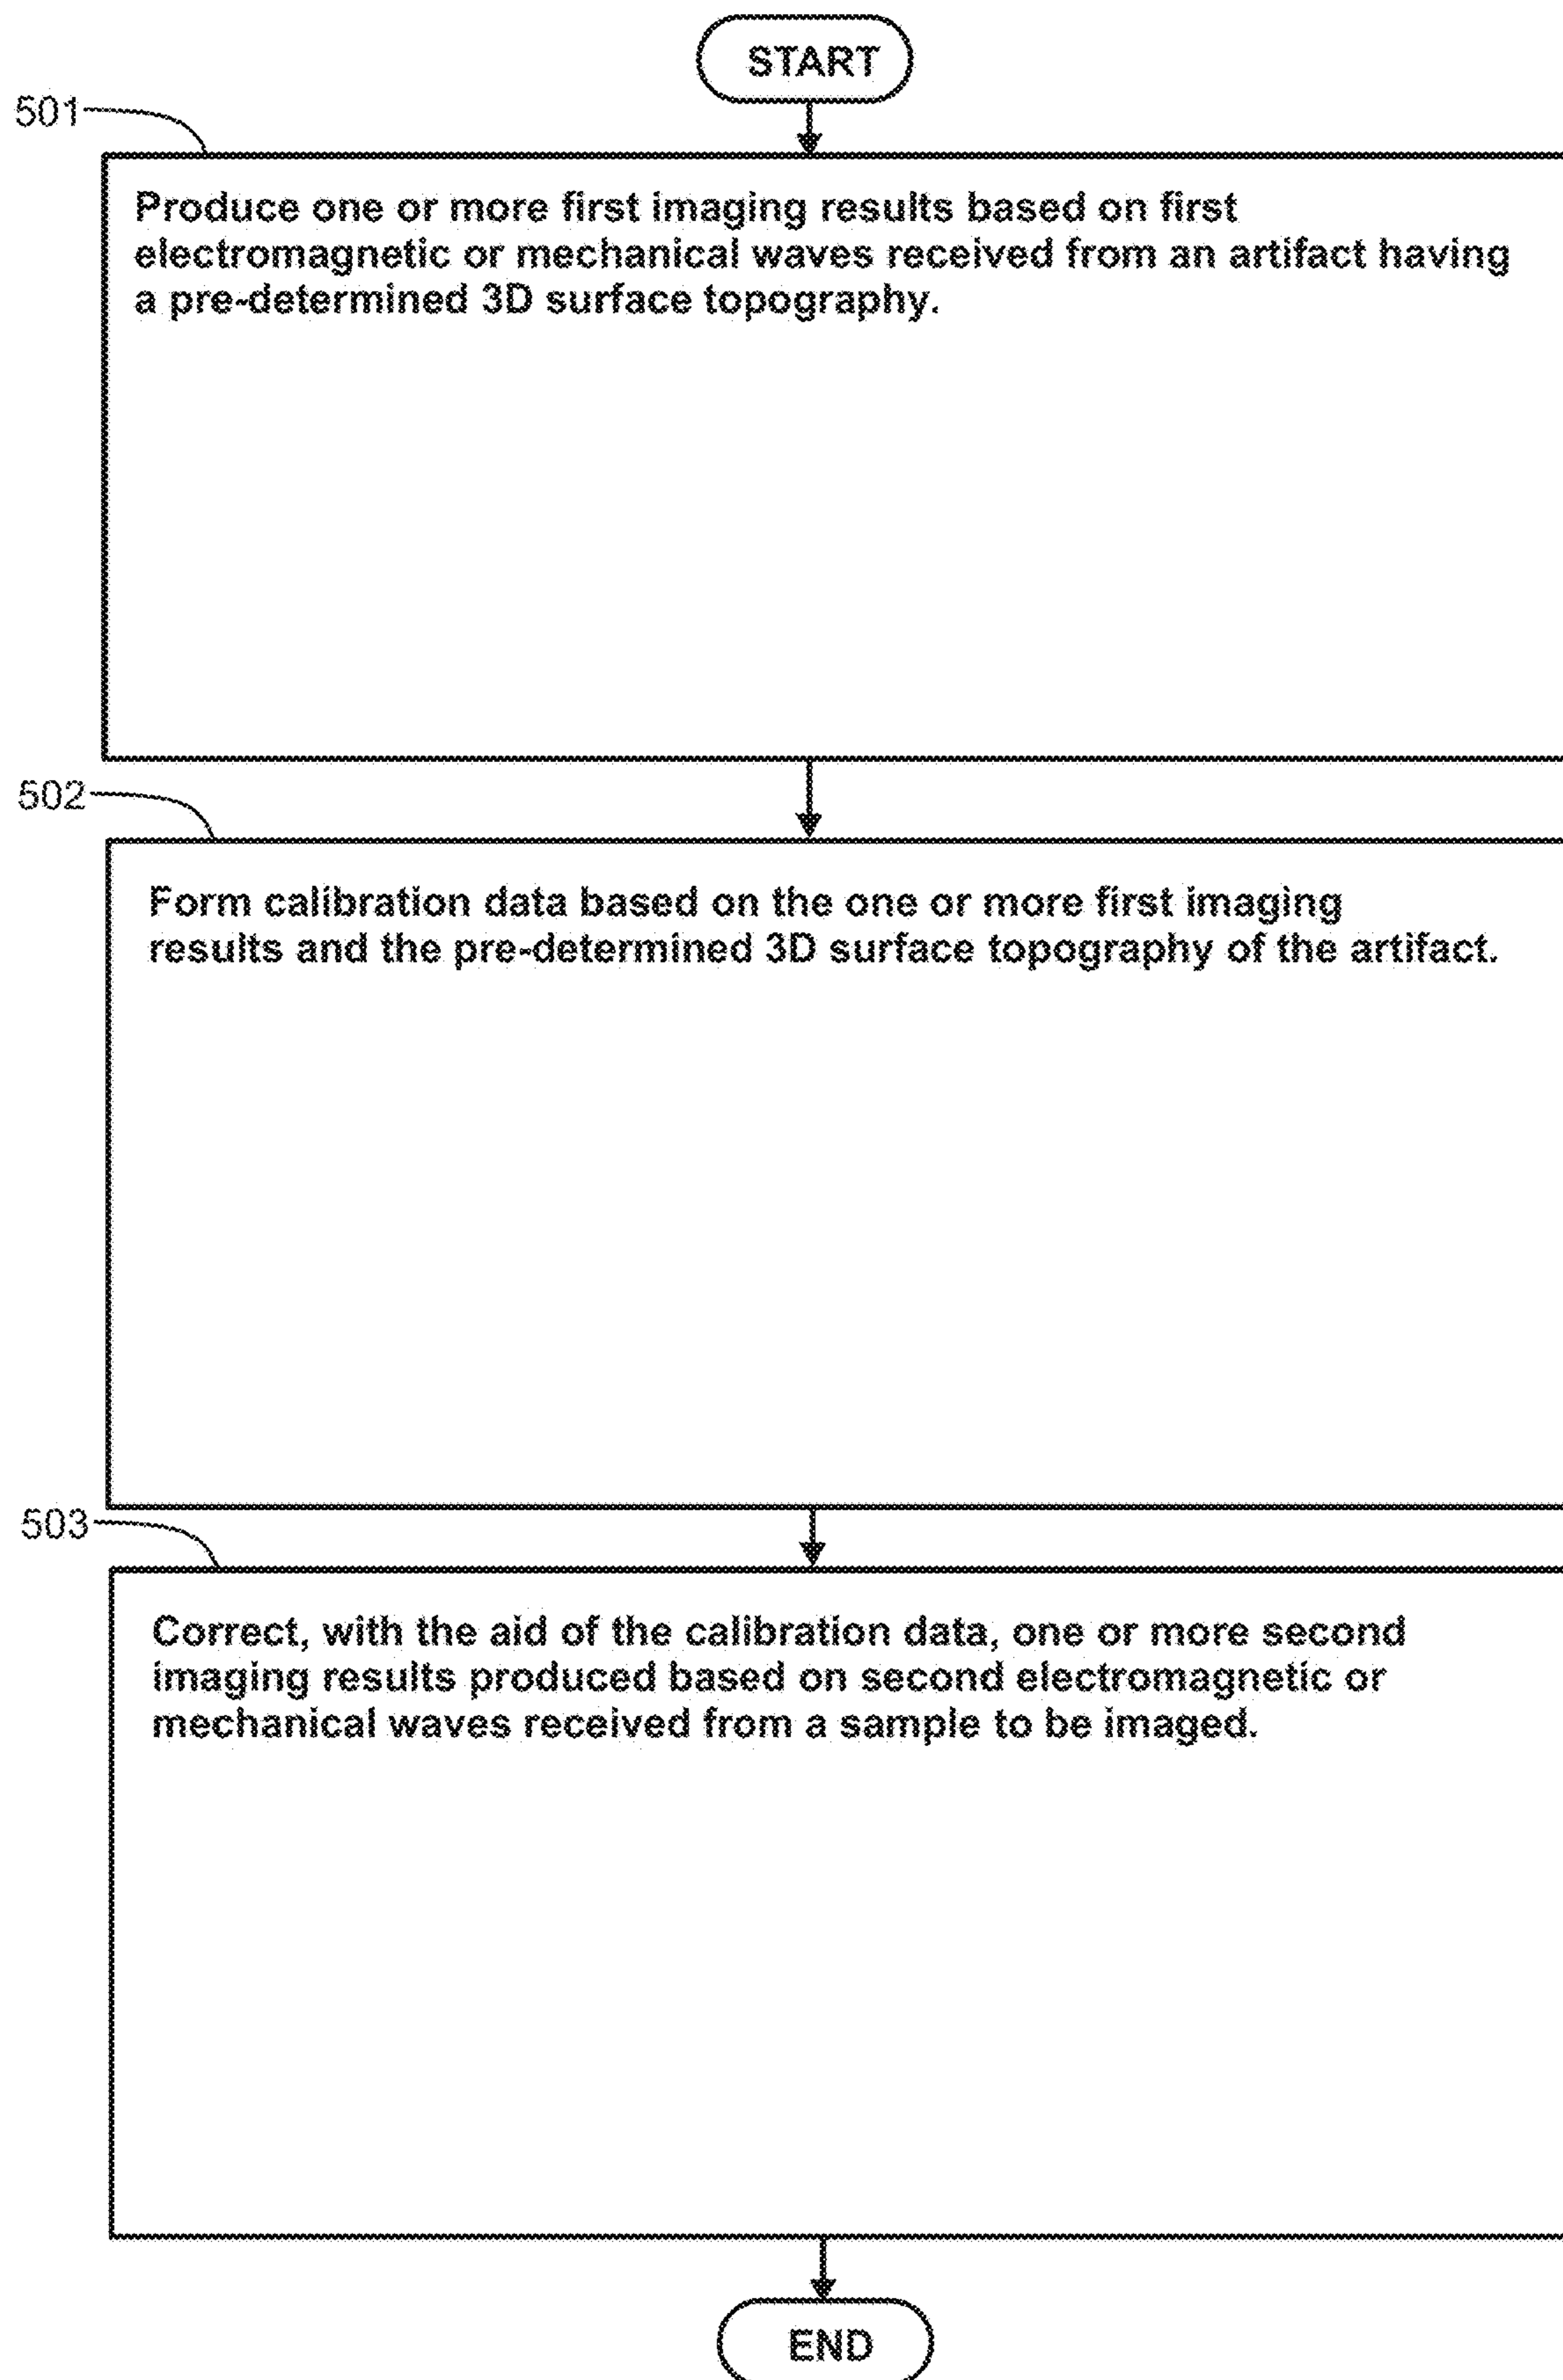 START
501
Produce one or more first imaging results based on first
electromagnetic or mechanical waves received from an artifact having
a pre-determined 3D surface topography.
502
Form calibration data based on the one or more first imaging
results and the pre-determined 3D surface topography of the artifact.
503
Correct, with the aid of the calibration data, one or more second
imaging results produced based on second electromagnetic or
mechanical waves received from a sample to be imaged.
END